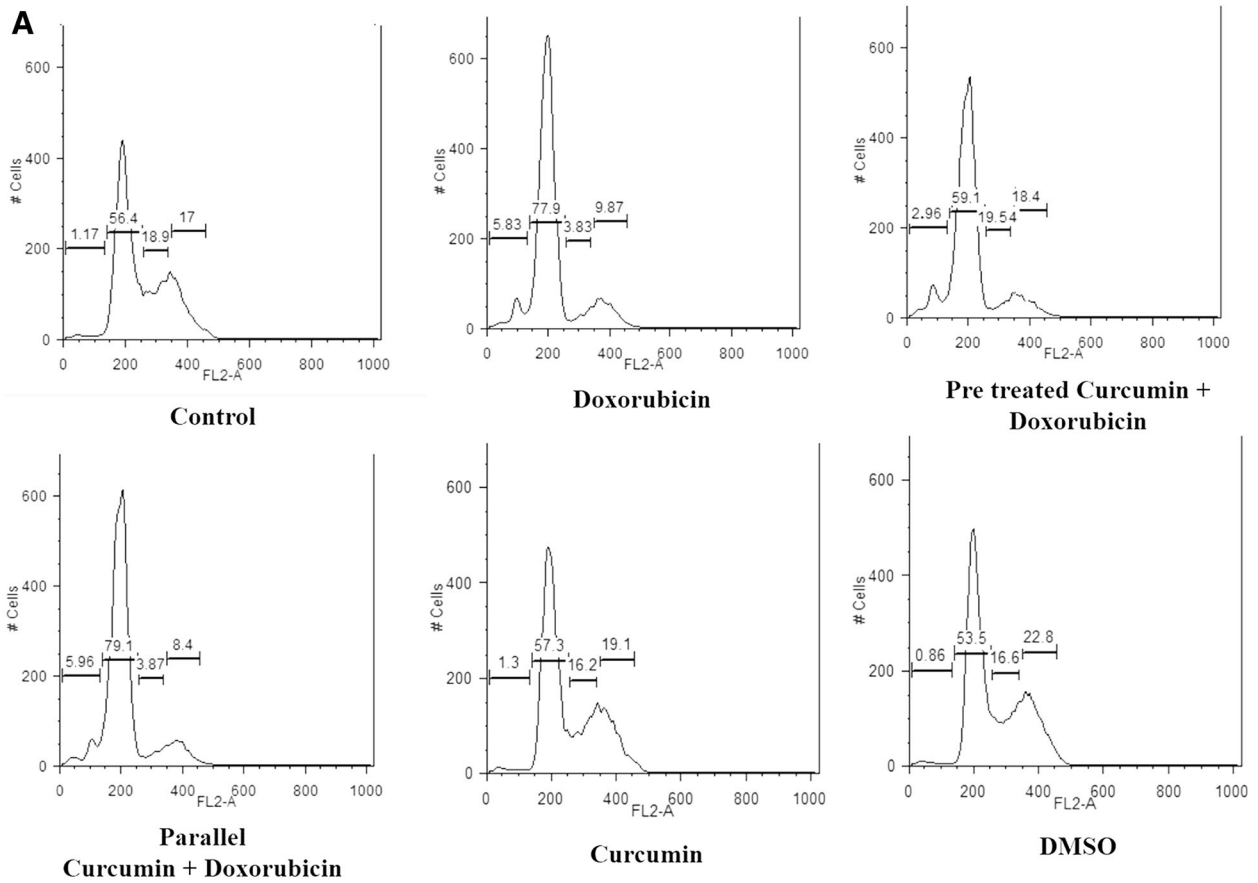 A
600
400
200
0
# Cells
1.17
56.4
18.9
17
0 200 400 600 800 1000
FL2-A
Control
600
400
200
0
# Cells
5.83
77.9
3.83
9.87
0 200 400 600 800 1000
FL2-A
Doxorubicin
600
400
200
0
# Cells
2.96
59.1
19.54
18.4
0 200 400 600 800 1000
FL2-A
Pre treated Curcumin +
Doxorubicin
600
400
200
0
# Cells
5.96
79.1
3.87
8.4
0 200 400 600 800 1000
FL2-A
Parallel
Curcumin + Doxorubicin
600
400
200
0
# Cells
1.3
57.3
16.2
19.1
0 200 400 600 800 1000
FL2-A
Curcumin
600
400
200
0
# Cells
0.86
53.5
16.6
22.8
0 200 400 600 800 1000
FL2-A
DMSO